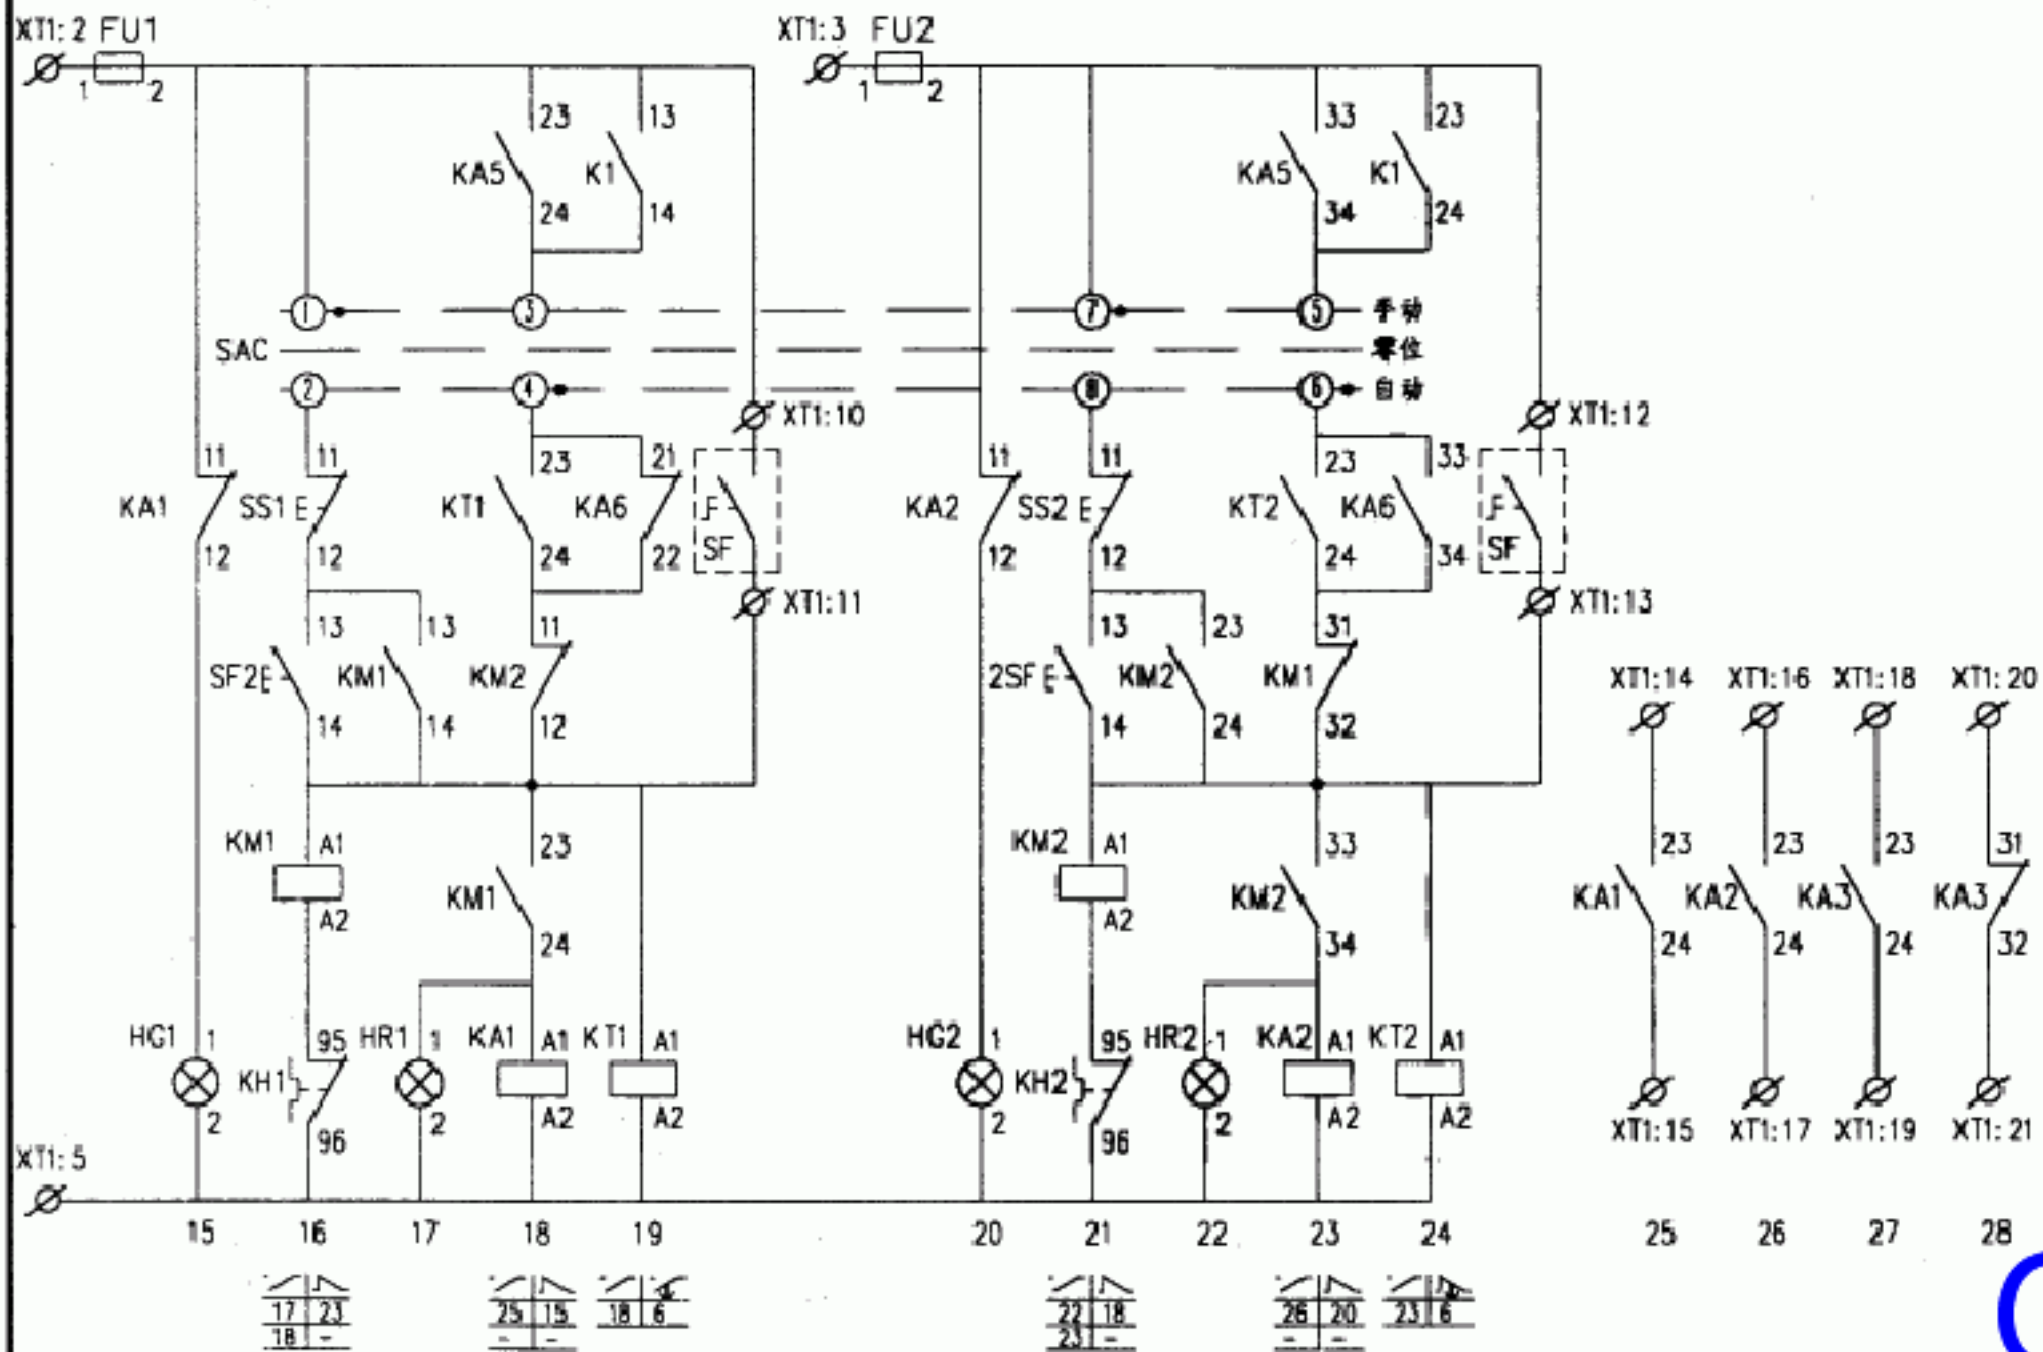 XT1:2 FU1 XT1:3 FU2
1 2 1 2
23 13 33 23
KA5 K1 KA5 K1
24 14 34 24
1 3 7 5 手动
SAC 零位
2 4 8 6 自动
XT1:10 XT1:12
11 11 23 21 11 11 23 33
KA1 SS1 KT1 KA6 SF KA2 SS2 KT2 KA6 SF
12 12 24 22 12 12 24 34
XT1:11 XT1:13
13 13 11 13 23 31
SF2 KM1 KM2 2SF KM2 KM1
14 14 12 14 24 32
XT1:14 XT1:16 XT1:18 XT1:20
KM1 A1 23 KM2 A1 33 23 23 23 31
KM1 KM2 KA1 KA2 KA3 KA3
A2 24 A2 34 24 24 24 32
HG1 1 95 HR1 1 KA1 A1 KT1 A1 HG2 1 95 HR2 1 KA2 A1 KT2 A1
KH1 KH2
2 96 2 A2 A2 2 96 2 A2 A2
XT1:15 XT1:17 XT1:19 XT1:21
XT1:5
15 16 17 18 19 20 21 22 23 24 25 26 27 28
17 23 25 15 18 6 22 18 26 20 23 6
18 - - - 23 - - -